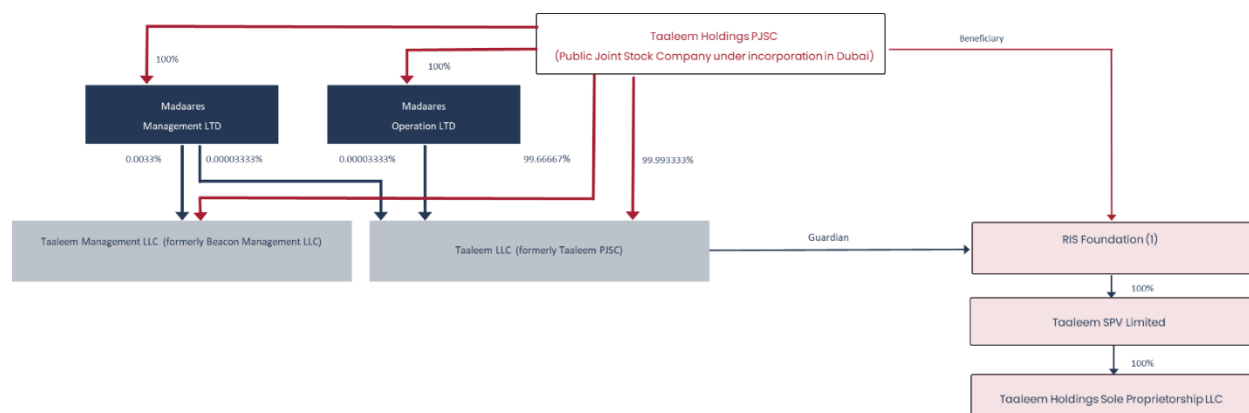 Taaleem Holdings PJSC
(Public Joint Stock Company under incorporation in Dubai)
Beneficiary
100%
100%
Madaares
Management LTD
Madaares
Operation LTD
0.0033%
0.00003333%
0.00003333%
99.66667%
99.993333%
Taaleem Management LLC (formerly Beacon Management LLC)
Taaleem LLC (formerly Taaleem PJSC)
Guardian
RIS Foundation (1)
100%
Taaleem SPV Limited
100%
Taaleem Holdings Sole Proprietorship LLC